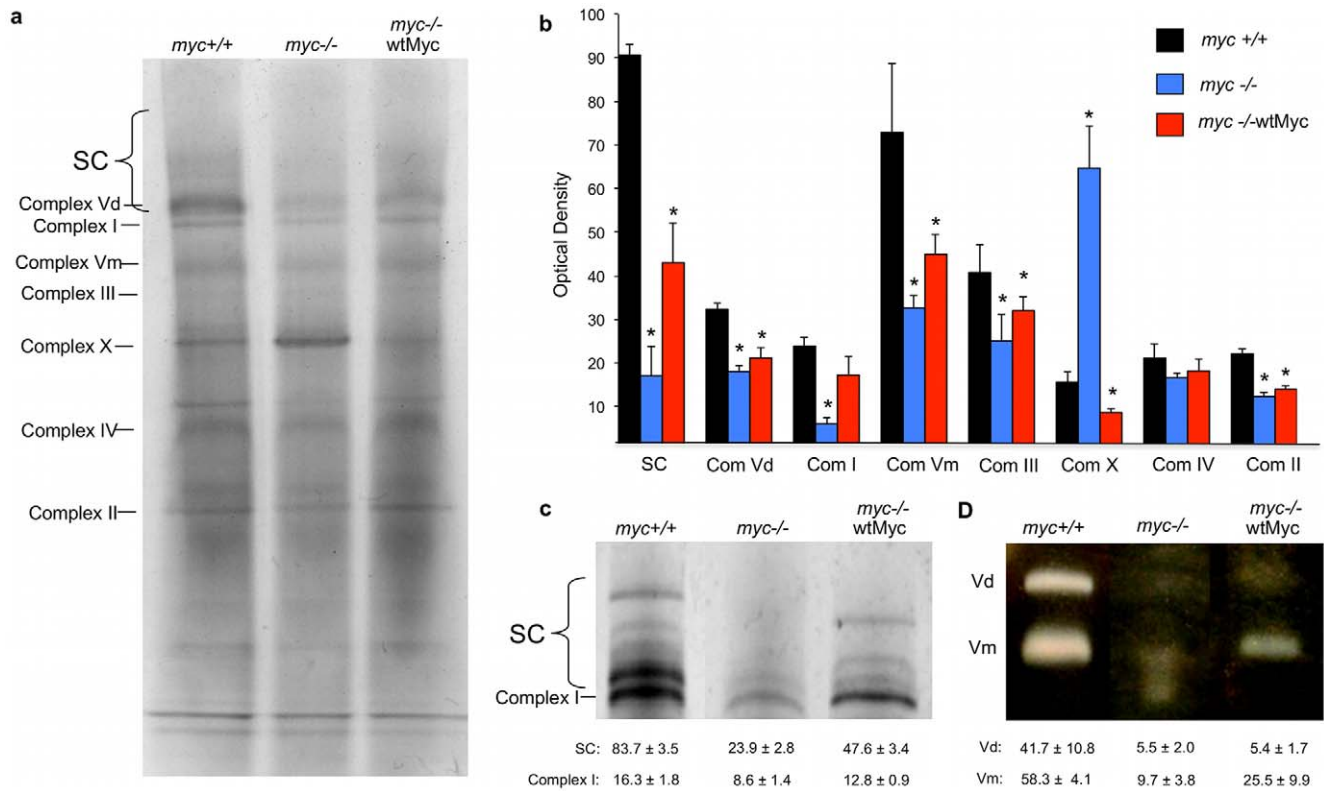 a
myc+/+ myc-/- myc-/- wtMyc
SC
Complex Vd
Complex I
Complex Vm
Complex III
Complex X
Complex IV
Complex II
b
Optical Density
100
90
80
70
60
50
40
30
20
10
* * * * * * * * * * * * *
SC Com Vd Com I Com Vm Com III Com X Com IV Com II
myc +/+
myc -/-
myc -/-wtMyc
c
myc+/+ myc-/- myc-/- wtMyc
SC
Complex I
SC: 83.7 ± 3.5 23.9 ± 2.8 47.6 ± 3.4
Complex I: 16.3 ± 1.8 8.6 ± 1.4 12.8 ± 0.9
D
myc+/+ myc-/- myc-/- wtMyc
Vd
Vm
Vd: 41.7 ± 10.8 5.5 ± 2.0 5.4 ± 1.7
Vm: 58.3 ± 4.1 9.7 ± 3.8 25.5 ± 9.9